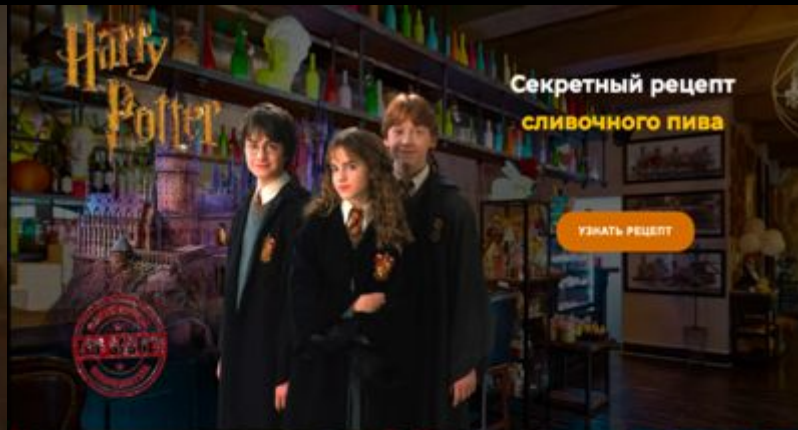 Harry
Potter
Секретный рецепт
сливочного пива
УЗНАТЬ РЕЦЕПТ